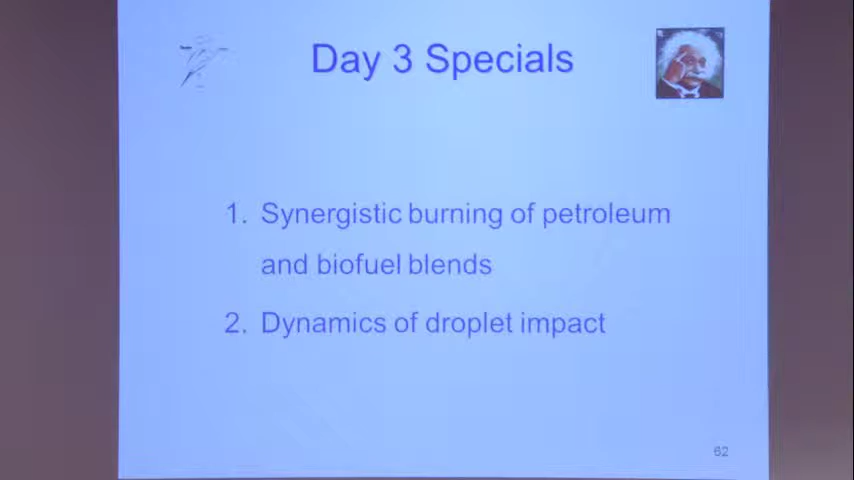 Day 3 Specials
1. Synergistic burning of petroleum
and biofuel blends
2. Dynamics of droplet impact
62